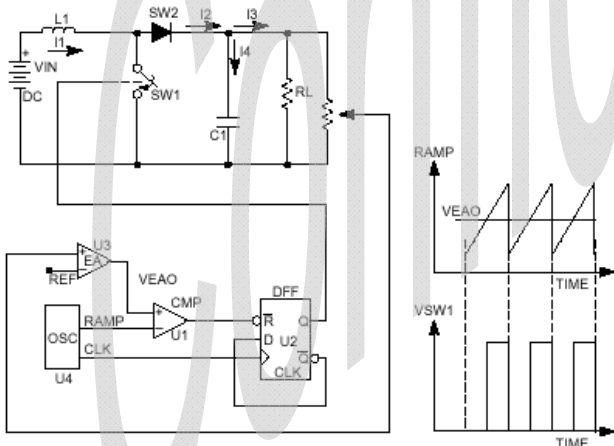 L1
I1
SW2
I2
I3
I4
VIN
DC
SW1
C1
RL
U3
EA
REF
VEAO
CMP
U1
RAMP
OSC
CLK
U4
DFF
R
Q
D
U2
Q
CLK
RAMP
VEAO
TIME
VSW1
TIME